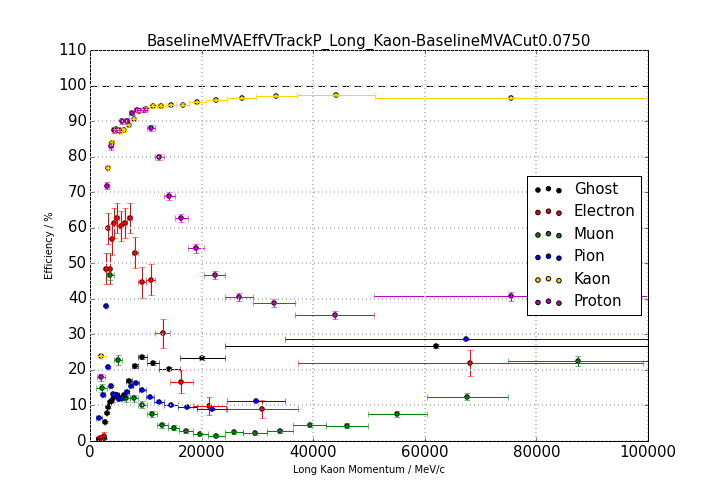 BaselineMVAEffVTrackP_Long_Kaon-BaselineMVACut0.0750
110
100
90
80
70
60
50
40
30
20
10
0
Efficiency / %
Ghost
Electron
Muon
Pion
Kaon
Proton
0 20000 40000 60000 80000 100000
Long Kaon Momentum / MeV/c